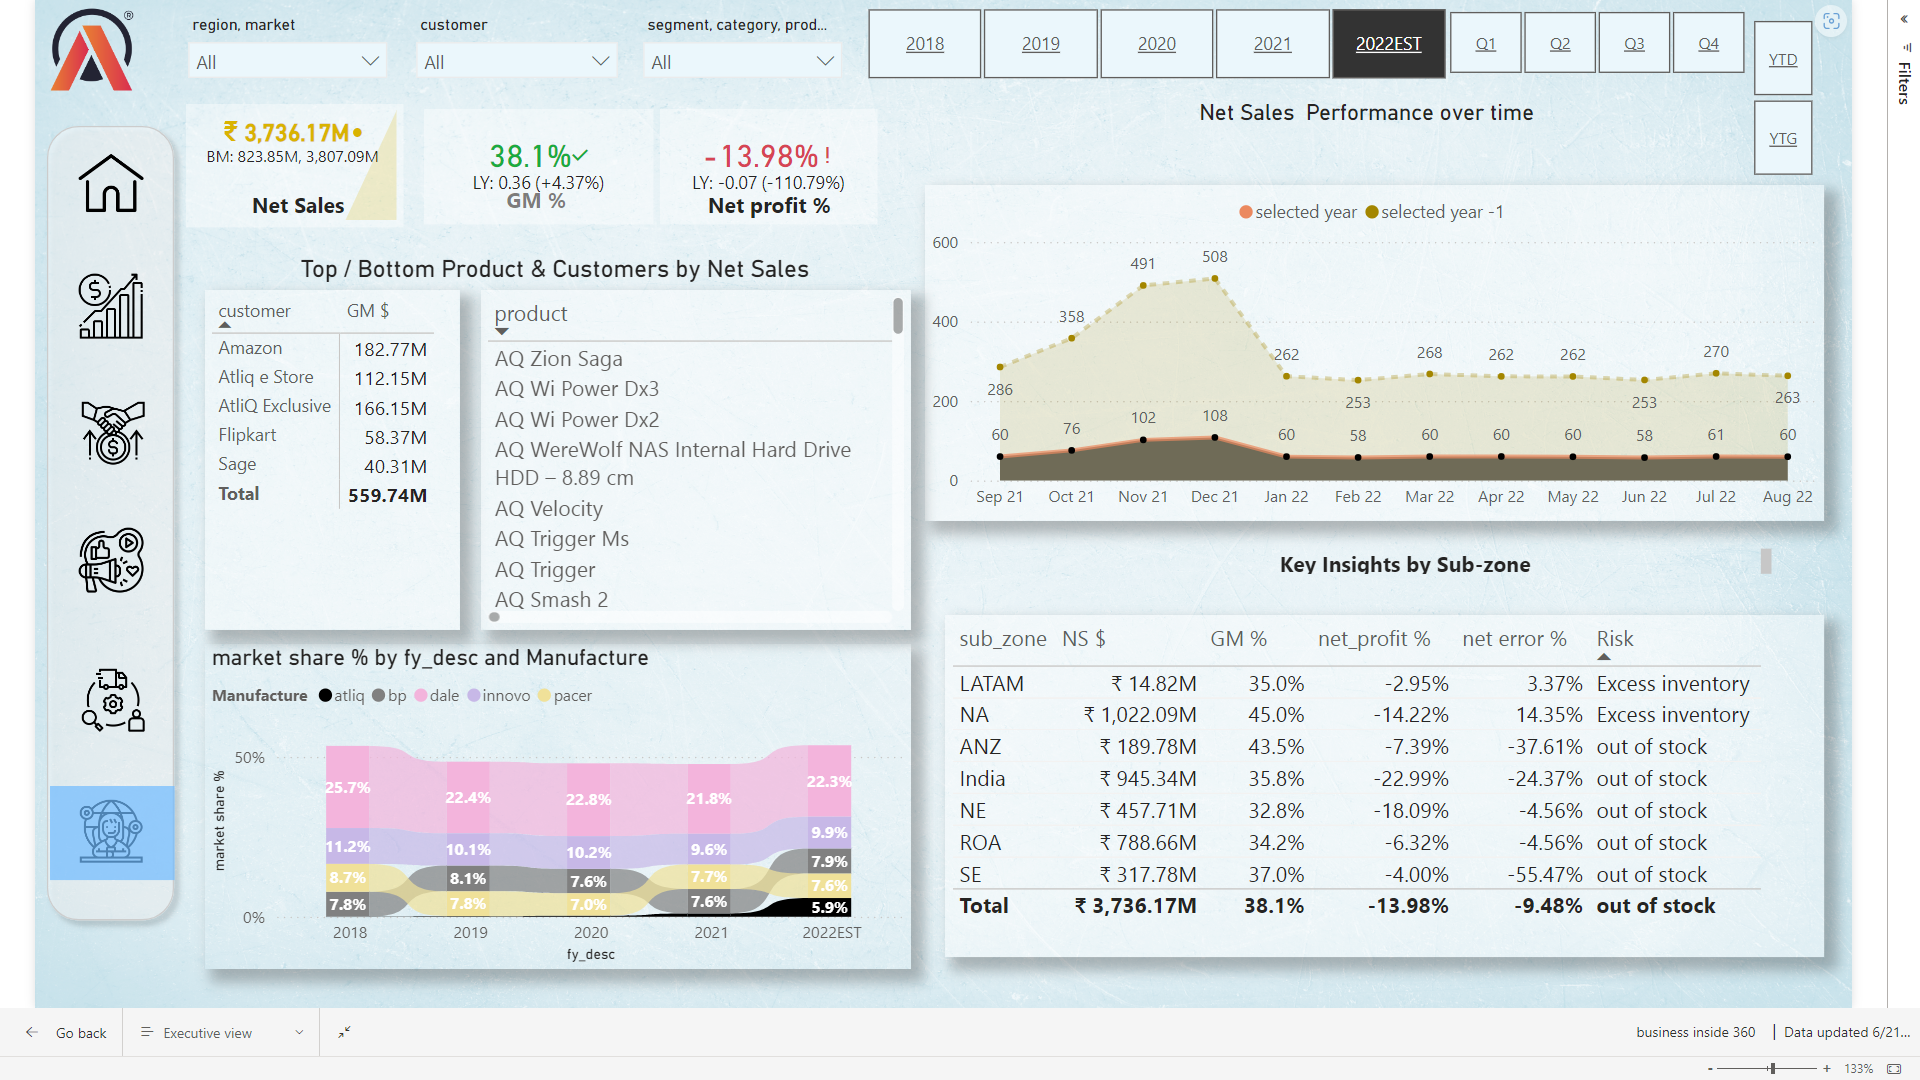 region, market
customer
segment, category, prod...
All
All
All
2018
2019
2020
2021
2022EST
Q1
Q2
Q3
Q4
YTD
YTG
Filters
₹ 3,736.17M
BM: 823.85M, 3,807.09M
Net Sales
38.1%
LY: 0.36 (+4.37%)
GM %
-13.98% !
LY: -0.07 (-110.79%)
Net profit %
Net Sales Performance over time
selected year selected year -1
600
400
200
0
286
358
491
508
262
253
268
262
262
253
270
263
60
76
102
108
60
58
60
60
60
58
61
60
Sep 21
Oct 21
Nov 21
Dec 21
Jan 22
Feb 22
Mar 22
Apr 22
May 22
Jun 22
Jul 22
Aug 22
Top / Bottom Product & Customers by Net Sales
customer GM $
Amazon 182.77M
Atliq e Store 112.15M
AtliQ Exclusive 166.15M
Flipkart 58.37M
Sage 40.31M
Total 559.74M
product
AQ Zion Saga
AQ Wi Power Dx3
AQ Wi Power Dx2
AQ WereWolf NAS Internal Hard Drive
HDD – 8.89 cm
AQ Velocity
AQ Trigger Ms
AQ Trigger
AQ Smash 2
market share % by fy_desc and Manufacture
Manufacture atliq bp dale innovo pacer
market share %
50%
0%
25.7%
11.2%
8.7%
7.8%
22.4%
10.1%
8.1%
7.8%
22.8%
10.2%
7.6%
7.0%
21.8%
9.6%
7.7%
7.6%
22.3%
9.9%
7.9%
7.6%
5.9%
2018
2019
2020
2021
2022EST
fy_desc
Key Insights by Sub-zone
sub_zone NS $ GM % net_profit % net error % Risk
LATAM ₹ 14.82M 35.0% -2.95% 3.37% Excess inventory
NA ₹ 1,022.09M 45.0% -14.22% 14.35% Excess inventory
ANZ ₹ 189.78M 43.5% -7.39% -37.61% out of stock
India ₹ 945.34M 35.8% -22.99% -24.37% out of stock
NE ₹ 457.71M 32.8% -18.09% -4.56% out of stock
ROA ₹ 788.66M 34.2% -6.32% -4.56% out of stock
SE ₹ 317.78M 37.0% -4.00% -55.47% out of stock
Total ₹ 3,736.17M 38.1% -13.98% -9.48% out of stock
Go back
Executive view
business inside 360 | Data updated 6/21...
- + 133%